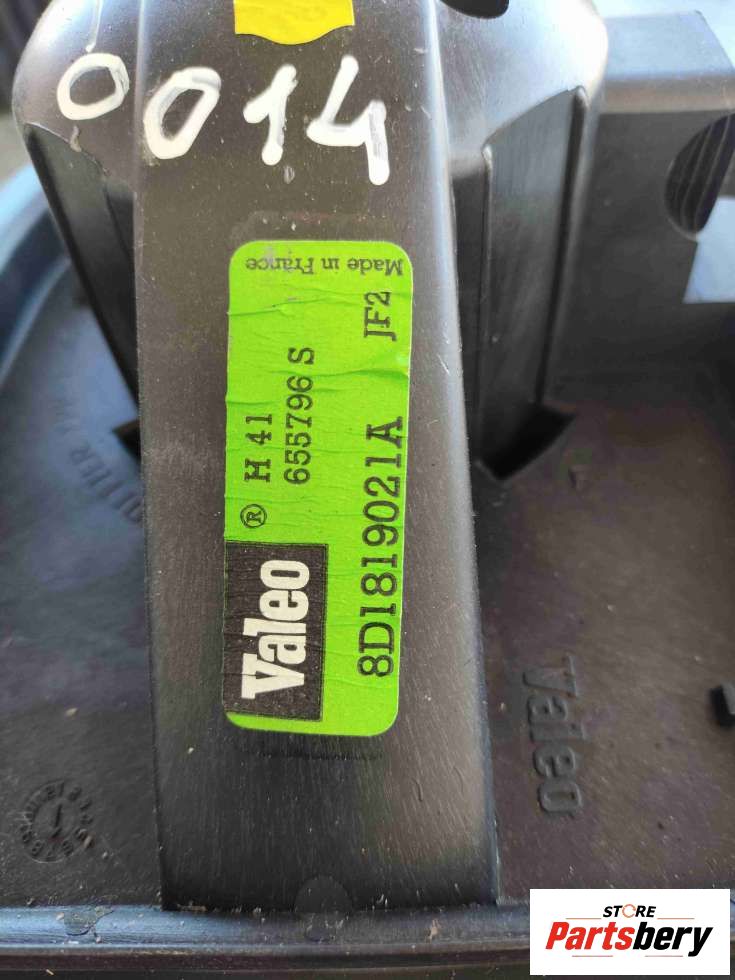 0014
Made in France
Valeo ® H 41
655796 S JF2
8D1819021A
Valeo
STORE
Partsbery